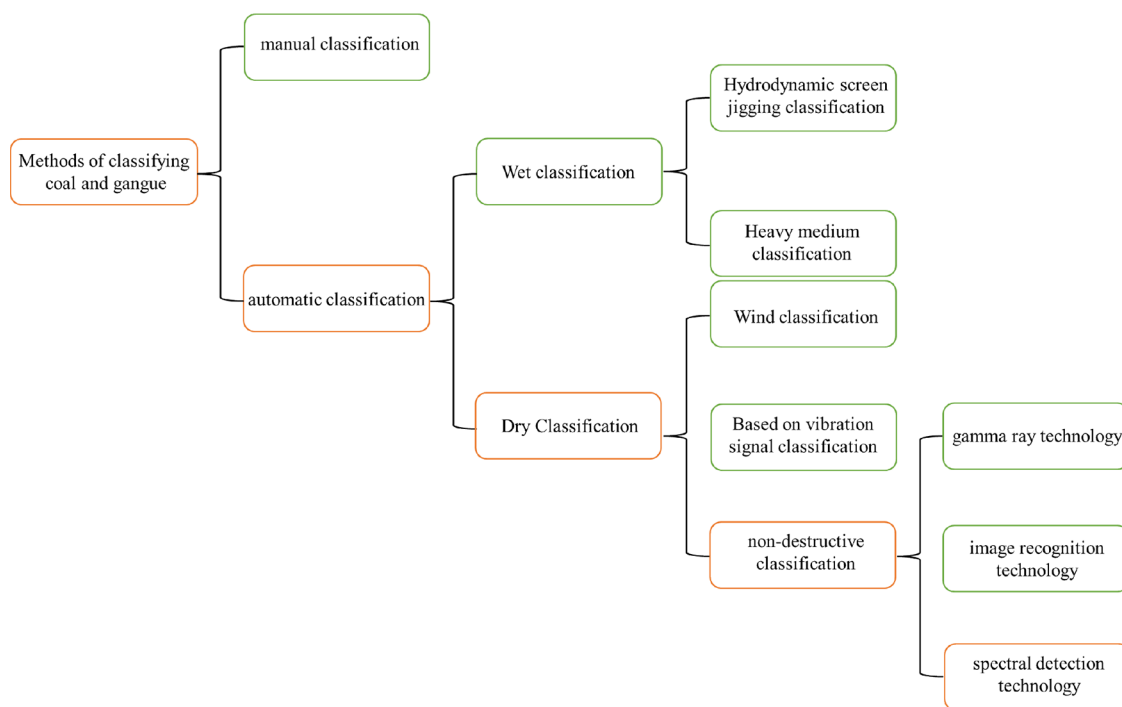 manual classification
Methods of classifying
coal and gangue
automatic classification
Wet classification
Dry Classification
Hydrodynamic screen
jigging classification
Heavy medium
classification
Wind classification
Based on vibration
signal classification
non-destructive
classification
gamma ray technology
image recognition
technology
spectral detection
technology